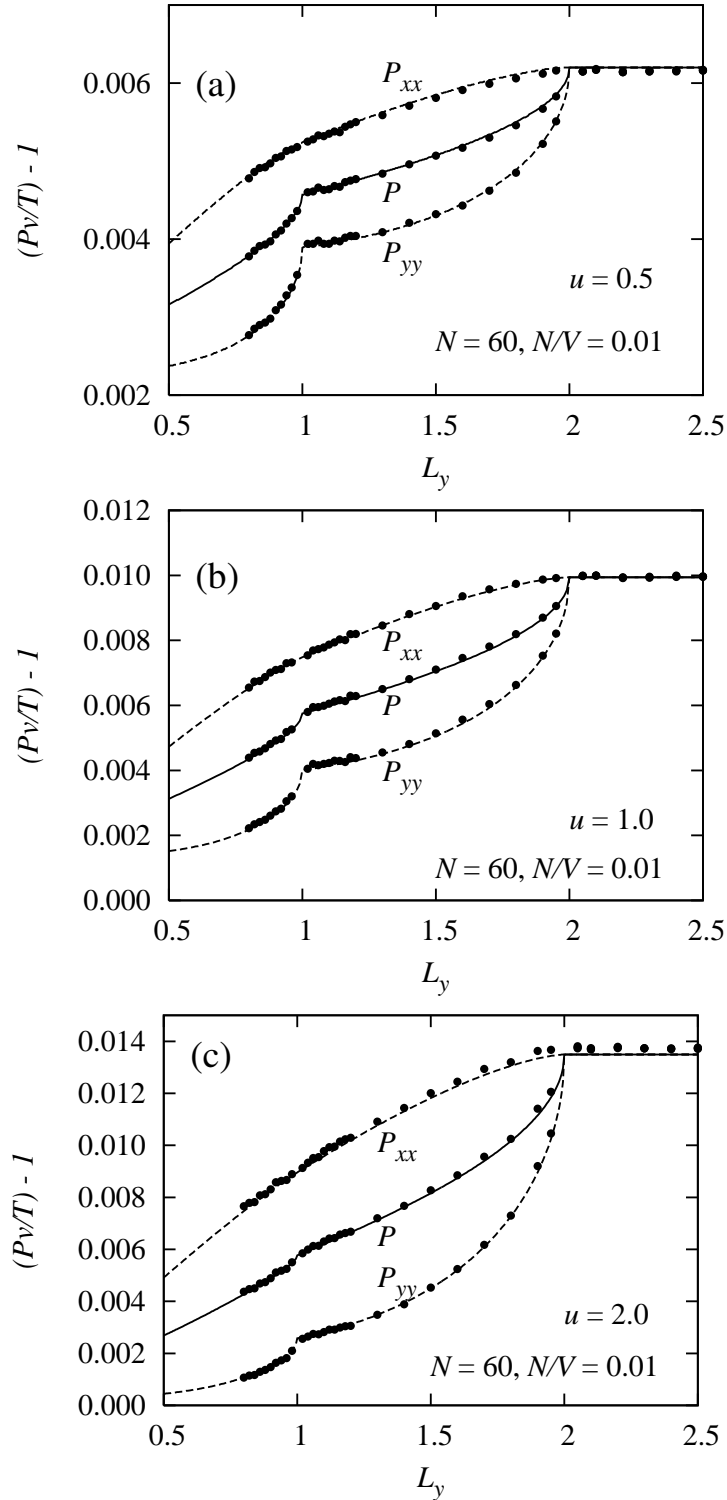 (a)
(Pv/T) - 1
0.006
0.004
0.002
P_xx
P
P_yy
u = 0.5
N = 60, N/V = 0.01
0.5 1 1.5 2 2.5
L_y
(b)
(Pv/T) - 1
0.012
0.010
0.008
0.006
0.004
0.002
0.000
P_xx
P
P_yy
u = 1.0
N = 60, N/V = 0.01
0.5 1 1.5 2 2.5
L_y
(c)
(Pv/T) - 1
0.014
0.012
0.010
0.008
0.006
0.004
0.002
0.000
P_xx
P
P_yy
u = 2.0
N = 60, N/V = 0.01
0.5 1 1.5 2 2.5
L_y